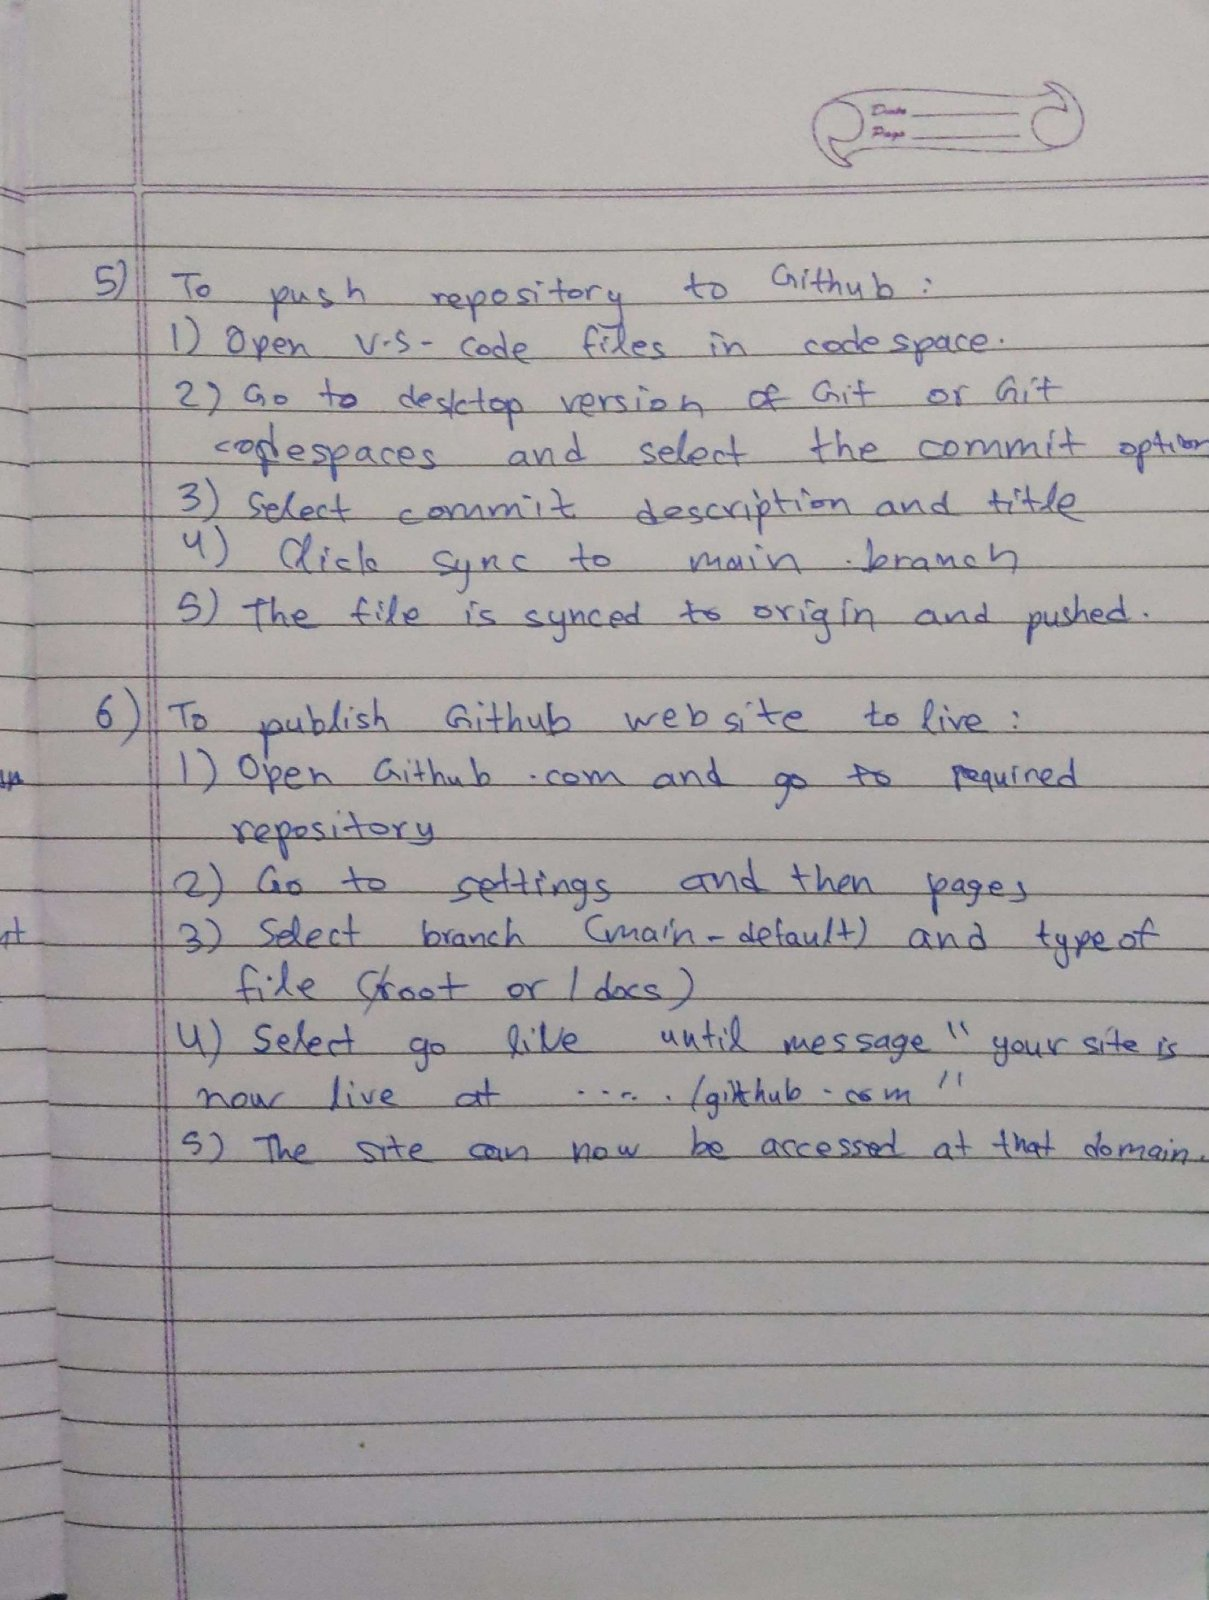 Date
Page
5) To push repository to Github :
1) Open V-S- Code files in codespace.
2) Go to desktop version of Git or Git
codespaces and select the commit option
3) Select commit description and title
4) Click sync to main branch
5) The file is synced to origin and pushed.
6) To publish Github website to live :
1) Open Github .com and go to required
repository
2) Go to settings and then pages
3) Select branch (main-default) and type of
file (root or / docs)
4) Select go live until message " your site is
now live at ..... /github.com "
5) The site can now be accessed at that domain.